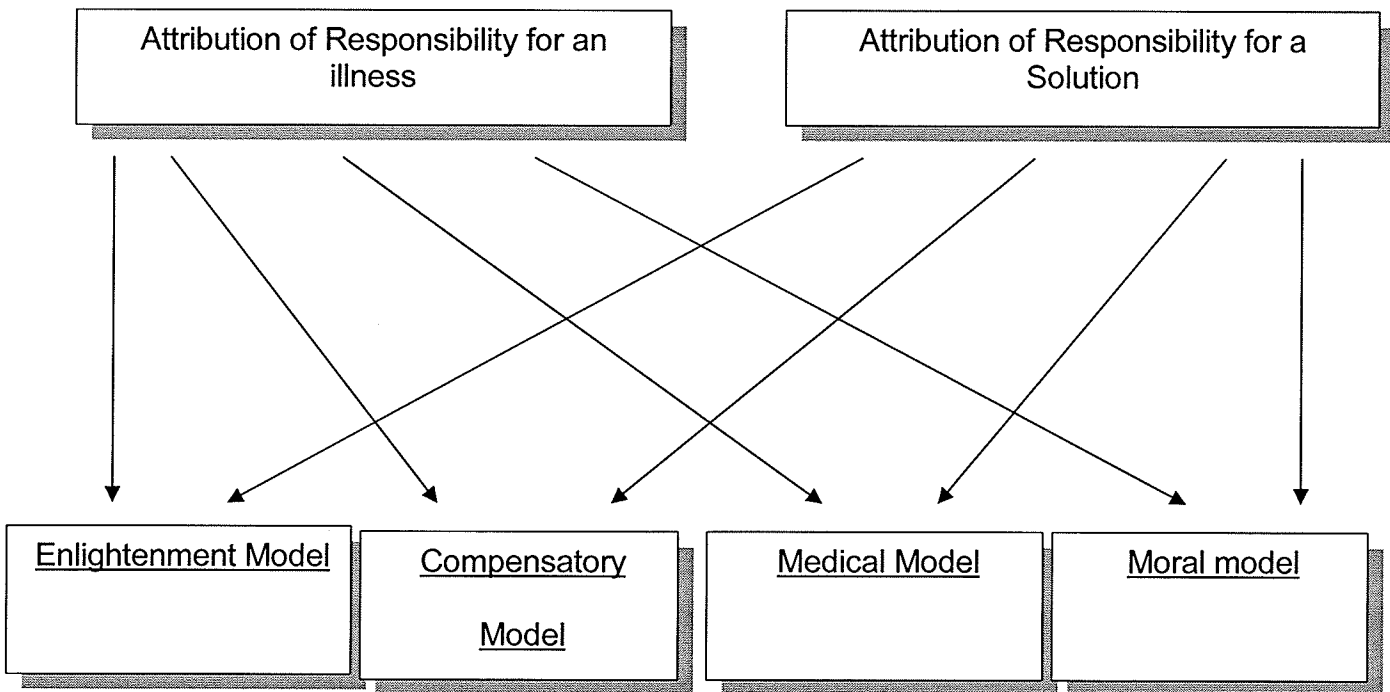 Attribution of Responsibility for an
illness
Attribution of Responsibility for a
Solution
Enlightenment Model
Compensatory
Model
Medical Model
Moral model